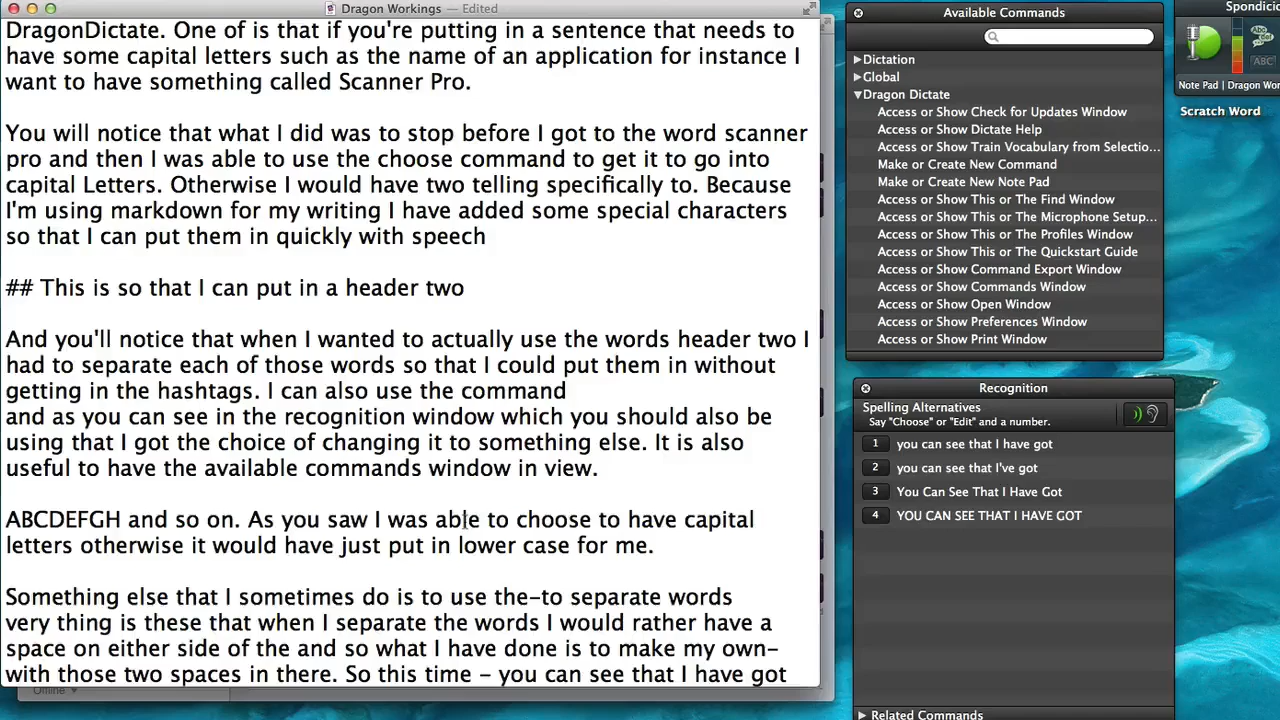 Dragon Workings — Edited
DragonDictate. One of is that if you're putting in a sentence that needs to
have some capital letters such as the name of an application for instance I
want to have something called Scanner Pro.
You will notice that what I did was to stop before I got to the word scanner
pro and then I was able to use the choose command to get it to go into
capital Letters. Otherwise I would have two telling specifically to. Because
I'm using markdown for my writing I have added some special characters
so that I can put them in quickly with speech
## This is so that I can put in a header two
And you'll notice that when I wanted to actually use the words header two I
had to separate each of those words so that I could put them in without
getting in the hashtags. I can also use the command
and as you can see in the recognition window which you should also be
using that I got the choice of changing it to something else. It is also
useful to have the available commands window in view.
ABCDEFGH and so on. As you saw I was able to choose to have capital
letters otherwise it would have just put in lower case for me.
Something else that I sometimes do is to use the-to separate words
very thing is these that when I separate the words I would rather have a
space on either side of the and so what I have done is to make my own-
with those two spaces in there. So this time – you can see that I have got
Offline
Available Commands
Dictation
Global
Dragon Dictate
Access or Show Check for Updates Window
Access or Show Dictate Help
Access or Show Train Vocabulary from Selectio...
Make or Create New Command
Make or Create New Note Pad
Access or Show This or The Find Window
Access or Show This or The Microphone Setup...
Access or Show This or The Profiles Window
Access or Show This or The Quickstart Guide
Access or Show Command Export Window
Access or Show Commands Window
Access or Show Open Window
Access or Show Preferences Window
Access or Show Print Window
Recognition
Spelling Alternatives
Say "Choose" or "Edit" and a number.
1 you can see that I have got
2 you can see that I've got
3 You Can See That I Have Got
4 YOU CAN SEE THAT I HAVE GOT
Related Commands
Spondicio
ABC
Note Pad | Dragon Wor
Scratch Word